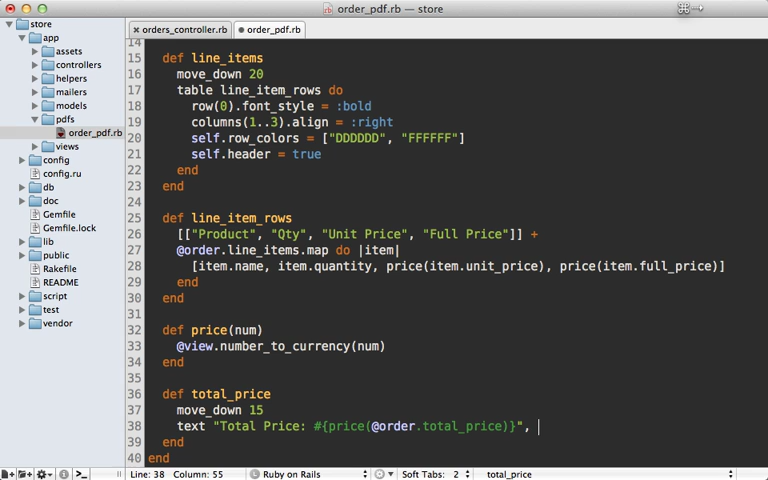 order_pdf.rb — store
store
app
assets
controllers
helpers
mailers
models
pdfs
order_pdf.rb
views
config
config.ru
db
doc
Gemfile
Gemfile.lock
lib
public
Rakefile
README
script
test
vendor
orders_controller.rb
order_pdf.rb
14
15 def line_items
16 move_down 20
17 table line_item_rows do
18 row(0).font_style = :bold
19 columns(1..3).align = :right
20 self.row_colors = ["DDDDDD", "FFFFFF"]
21 self.header = true
22 end
23 end
24
25 def line_item_rows
26 [["Product", "Qty", "Unit Price", "Full Price"]] +
27 @order.line_items.map do |item|
28 [item.name, item.quantity, price(item.unit_price), price(item.full_price)]
29 end
30 end
31
32 def price(num)
33 @view.number_to_currency(num)
34 end
35
36 def total_price
37 move_down 15
38 text "Total Price: #{price(@order.total_price)}",
39 end
40 end
Line: 38 Column: 55
Ruby on Rails
Soft Tabs: 2
total_price